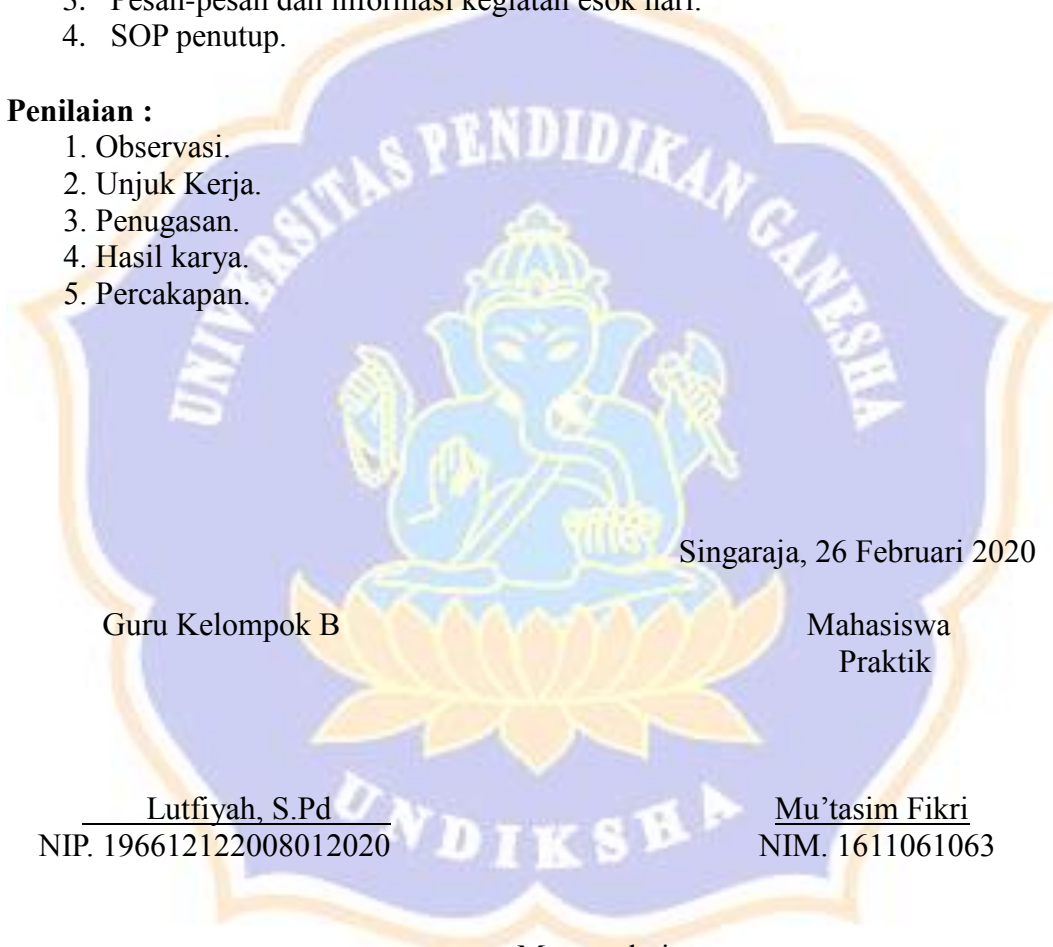 3. Pesan-pesan dan informasi kegiatan esok hari.
4. SOP penutup.
Penilaian :
1. Observasi.
2. Unjuk Kerja.
3. Penugasan.
4. Hasil karya.
5. Percakapan.
UNIVERSITAS PENDIDIKAN GANESHA
Singaraja, 26 Februari 2020
Guru Kelompok B
Mahasiswa
Praktik
Lutfiyah, S.Pd
Mu’tasim Fikri
NIP. 196612122008012020
NIM. 1611061063
UNDIKSHA